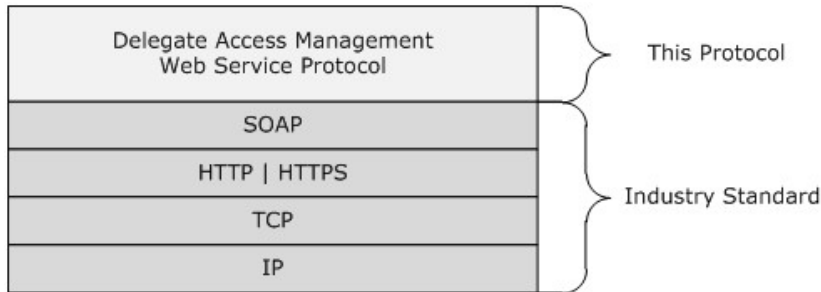 Delegate Access Management
Web Service Protocol
This Protocol
SOAP
HTTP | HTTPS
TCP
IP
Industry Standard